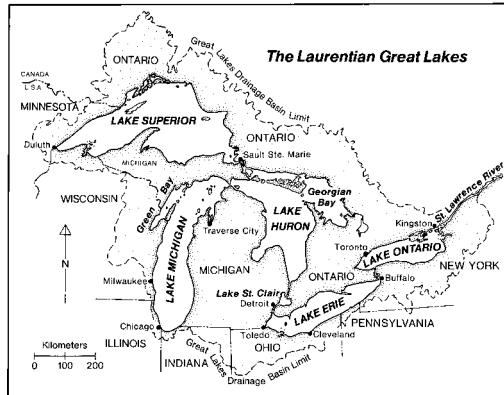 The Laurentian Great Lakes
Great Lakes Drainage Basin Limit
ONTARIO
CANADA
U.S.A.
MINNESOTA
LAKE SUPERIOR
ONTARIO
Duluth
MICHIGAN
Sault Ste. Marie
WISCONSIN
Green Bay
Georgian
Bay
St. Lawrence River
Kingston
LAKE
HURON
Traverse City
Toronto
LAKE ONTARIO
N
LAKE MICHIGAN
MICHIGAN
ONTARIO
Buffalo
NEW YORK
Milwaukee
Lake St. Clair
Detroit
LAKE ERIE
Chicago
Toledo
Cleveland
PENNSYLVANIA
Kilometers
0 100 200
ILLINOIS
INDIANA
OHIO
Great Lakes
Drainage Basin Limit